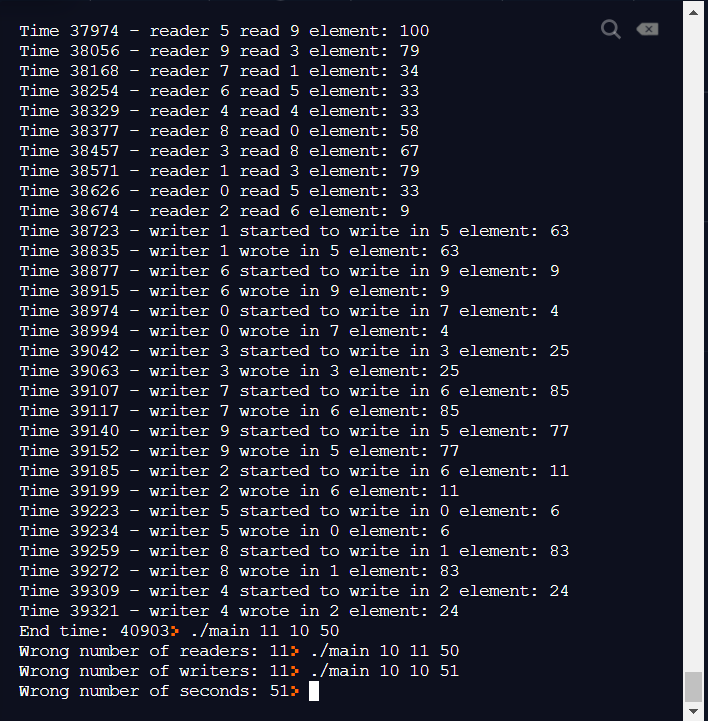 Time 37974 - reader 5 read 9 element: 100
Time 38056 - reader 9 read 3 element: 79
Time 38168 - reader 7 read 1 element: 34
Time 38254 - reader 6 read 5 element: 33
Time 38329 - reader 4 read 4 element: 33
Time 38377 - reader 8 read 0 element: 58
Time 38457 - reader 3 read 8 element: 67
Time 38571 - reader 1 read 3 element: 79
Time 38626 - reader 0 read 5 element: 33
Time 38674 - reader 2 read 6 element: 9
Time 38723 - writer 1 started to write in 5 element: 63
Time 38835 - writer 1 wrote in 5 element: 63
Time 38877 - writer 6 started to write in 9 element: 9
Time 38915 - writer 6 wrote in 9 element: 9
Time 38974 - writer 0 started to write in 7 element: 4
Time 38994 - writer 0 wrote in 7 element: 4
Time 39042 - writer 3 started to write in 3 element: 25
Time 39063 - writer 3 wrote in 3 element: 25
Time 39107 - writer 7 started to write in 6 element: 85
Time 39117 - writer 7 wrote in 6 element: 85
Time 39140 - writer 9 started to write in 5 element: 77
Time 39152 - writer 9 wrote in 5 element: 77
Time 39185 - writer 2 started to write in 6 element: 11
Time 39199 - writer 2 wrote in 6 element: 11
Time 39223 - writer 5 started to write in 0 element: 6
Time 39234 - writer 5 wrote in 0 element: 6
Time 39259 - writer 8 started to write in 1 element: 83
Time 39272 - writer 8 wrote in 1 element: 83
Time 39309 - writer 4 started to write in 2 element: 24
Time 39321 - writer 4 wrote in 2 element: 24
End time: 40903> ./main 11 10 50
Wrong number of readers: 11> ./main 10 11 50
Wrong number of writers: 11> ./main 10 10 51
Wrong number of seconds: 51>